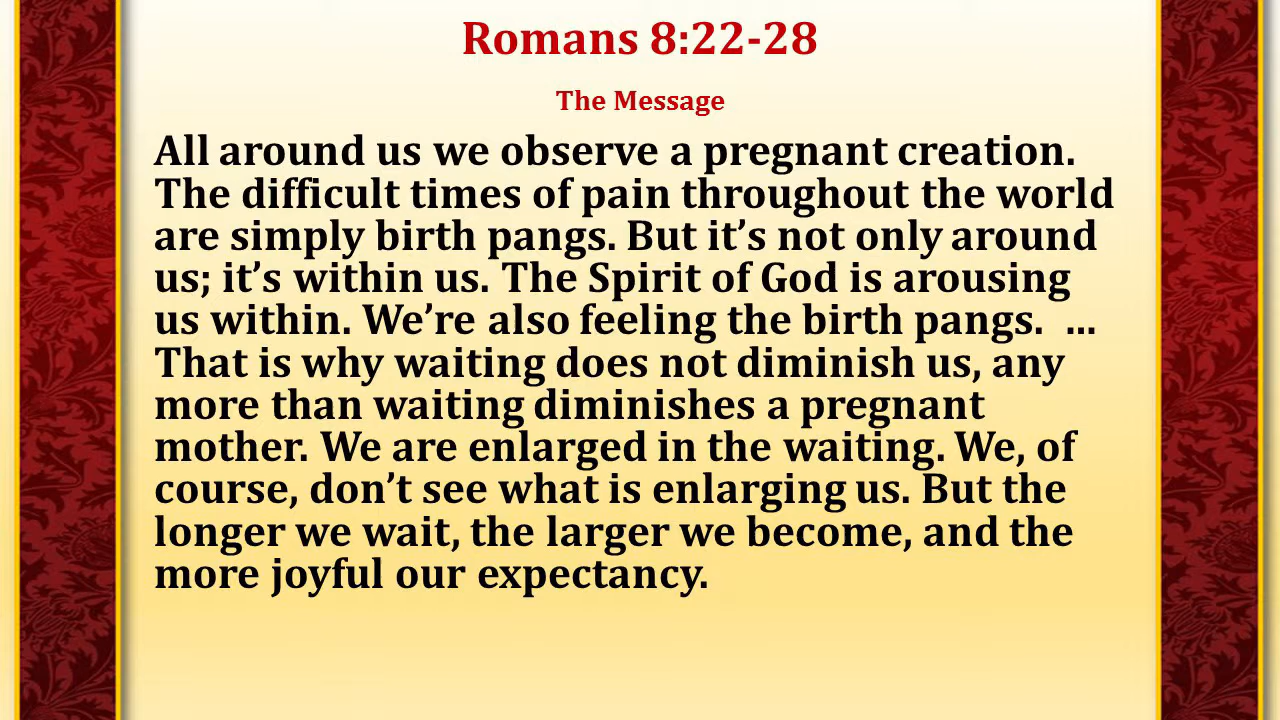 Romans 8:22-28
The Message
All around us we observe a pregnant creation.
The difficult times of pain throughout the world
are simply birth pangs. But it’s not only around
us; it’s within us. The Spirit of God is arousing
us within. We’re also feeling the birth pangs.  …
That is why waiting does not diminish us, any
more than waiting diminishes a pregnant
mother. We are enlarged in the waiting. We, of
course, don’t see what is enlarging us. But the
longer we wait, the larger we become, and the
more joyful our expectancy.